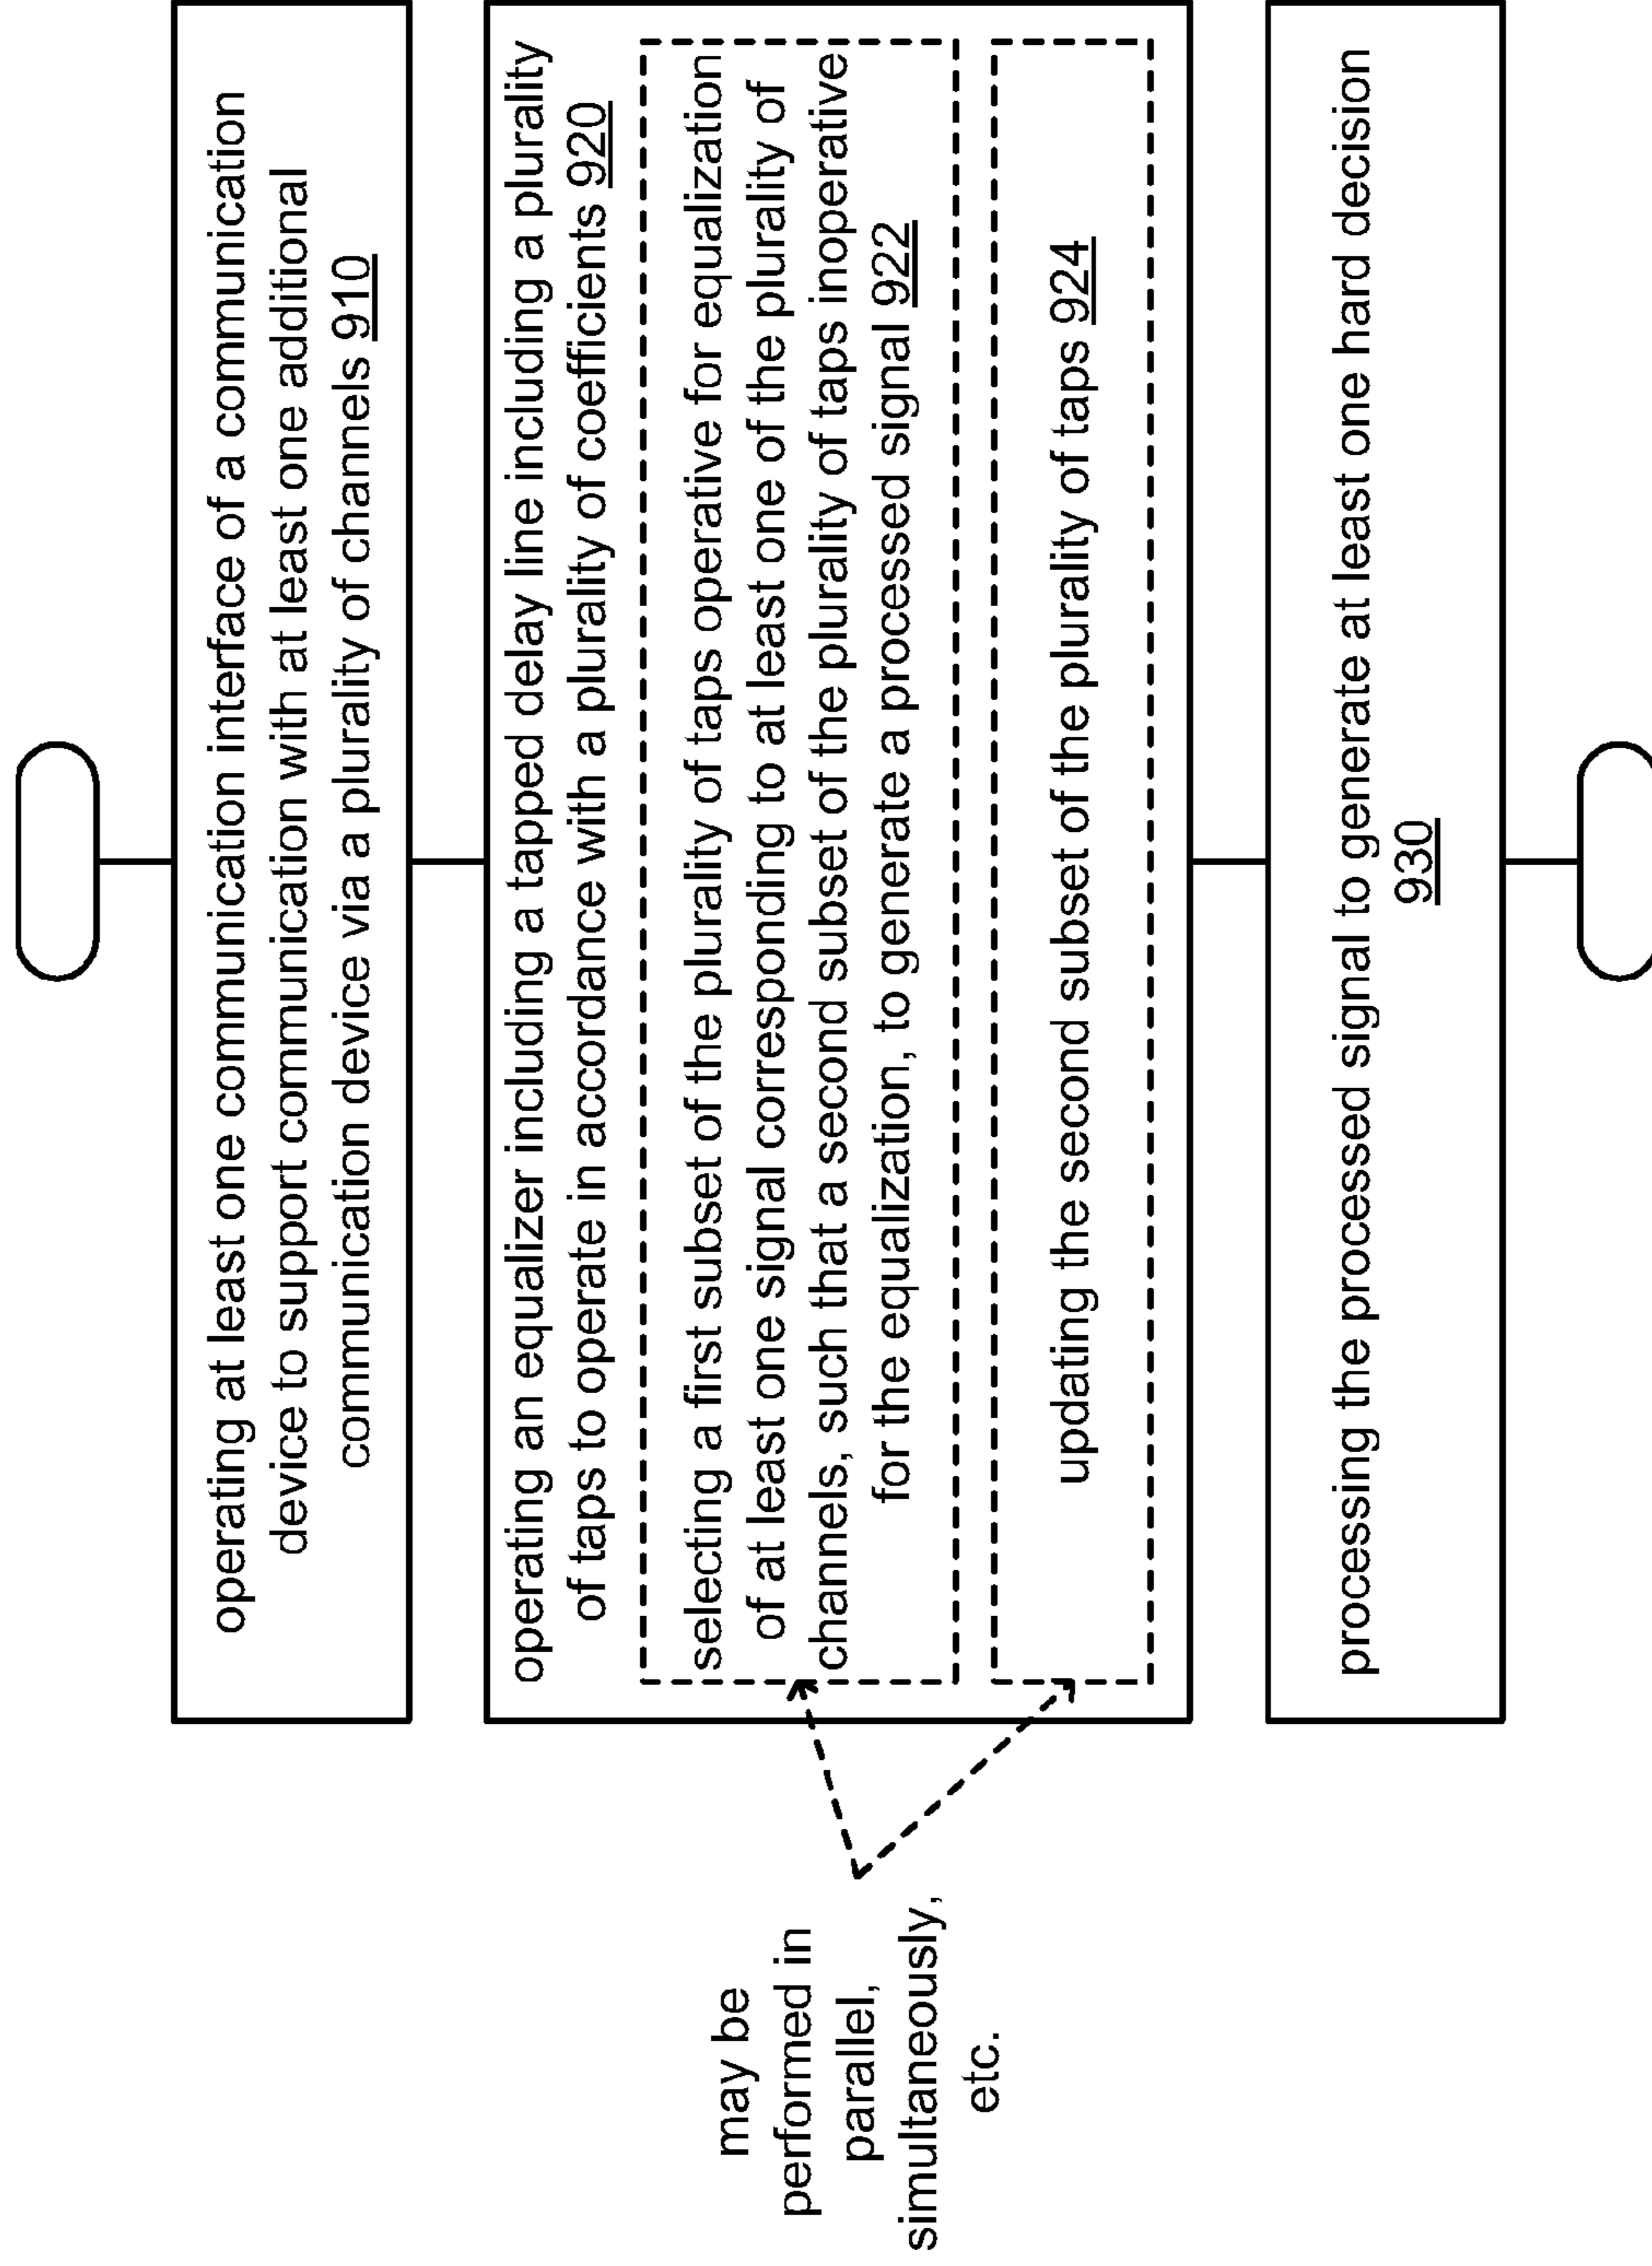 operating at least one communication interface of a communication
device to support communication with at least one additional
communication device via a plurality of channels 910
operating an equalizer including a tapped delay line including a plurality
of taps to operate in accordance with a plurality of coefficients 920
selecting a first subset of the plurality of taps operative for equalization
of at least one signal corresponding to at least one of the plurality of
channels, such that a second subset of the plurality of taps inoperative
for the equalization, to generate a processed signal 922
updating the second subset of the plurality of taps 924
may be
performed in
parallel,
simultaneously,
etc.
processing the processed signal to generate at least one hard decision
930